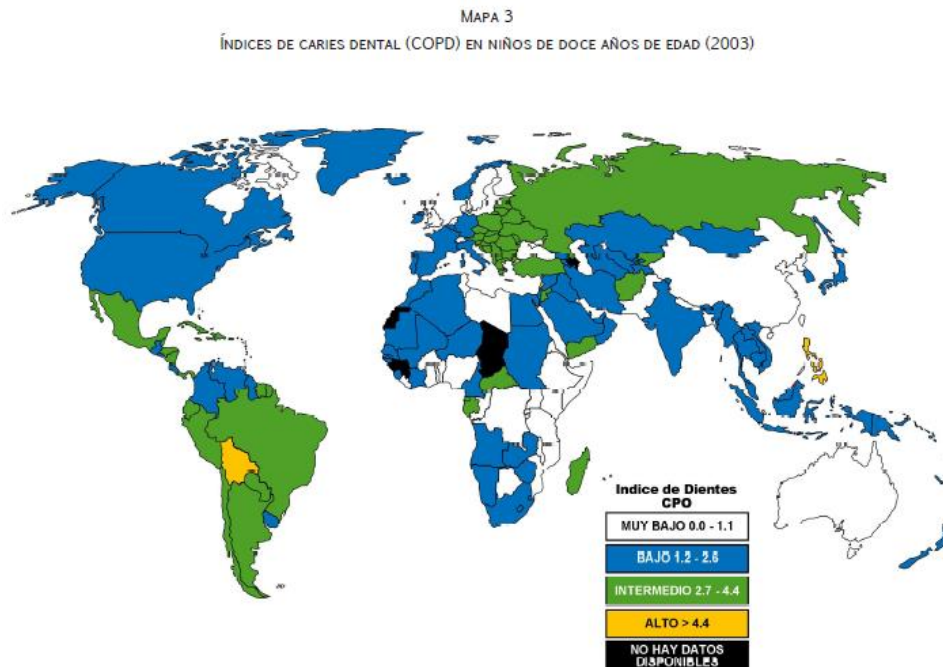 MAPA 3
ÍNDICES DE CARIES DENTAL (COPD) EN NIÑOS DE DOCE AÑOS DE EDAD (2003)
Indice de Dientes
CPO
MUY BAJO 0.0 - 1.1
BAJO 1.2 - 2.6
INTERMEDIO 2.7 - 4.4
ALTO > 4.4
NO HAY DATOS
DISPONIBLES